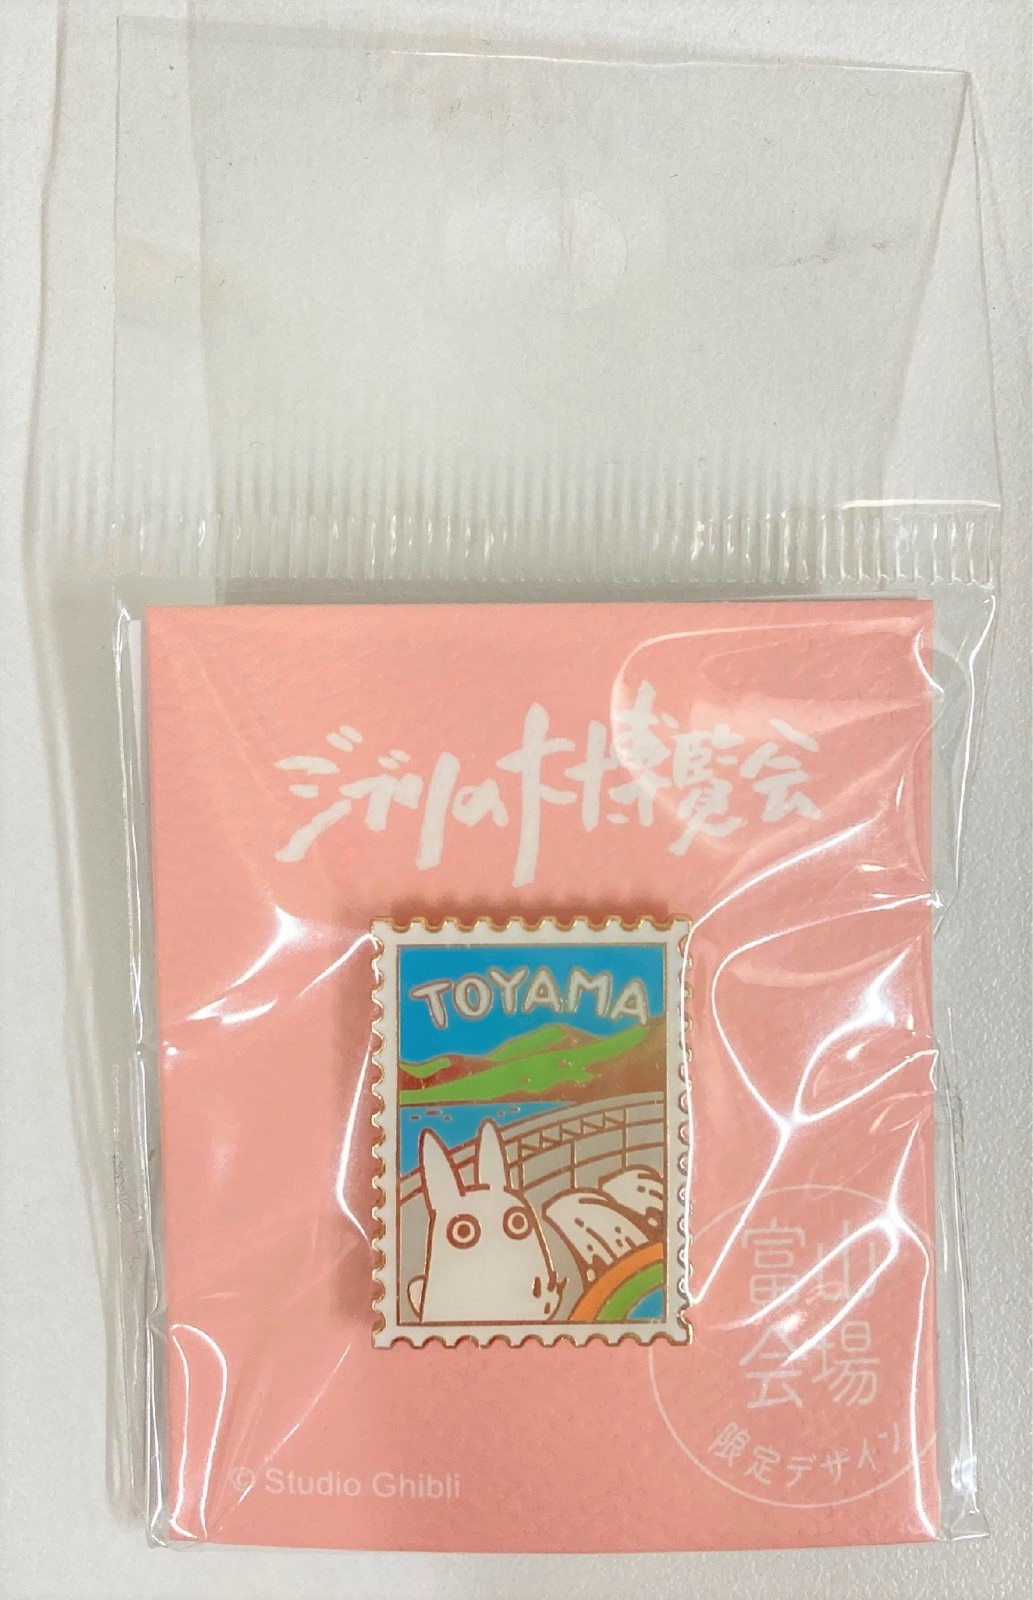 ジブリの大博覧会
TOYAMA
富山
会場
限定デザイン
© Studio Ghibli